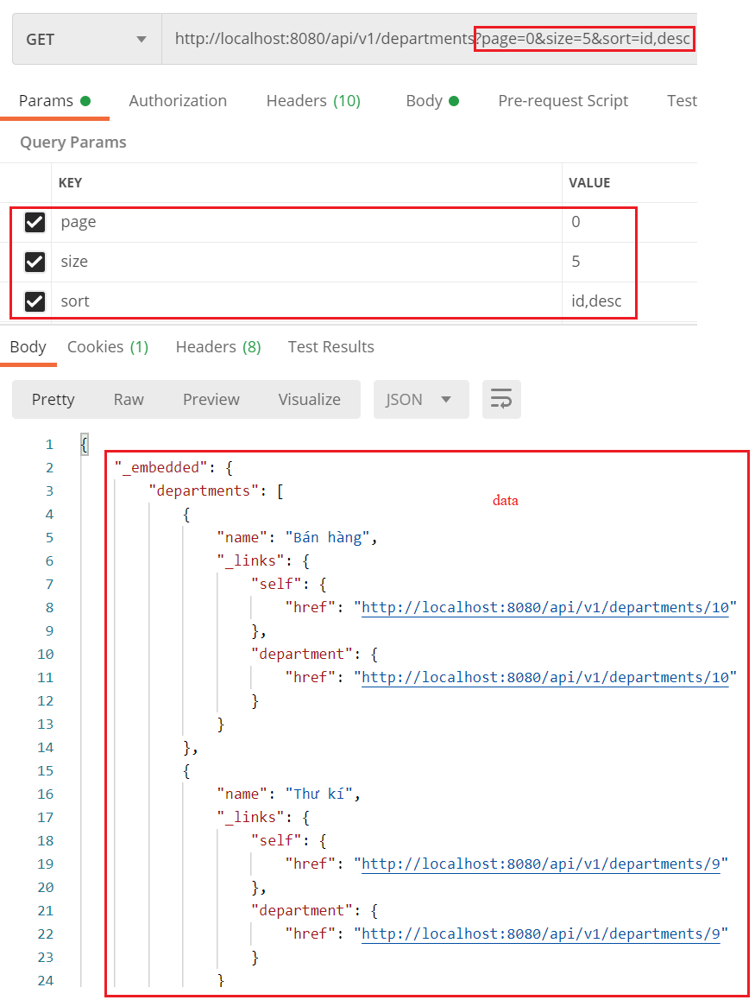 GET http://localhost:8080/api/v1/departments?page=0&size=5&sort=id,desc
Params Authorization Headers (10) Body Pre-request Script Test
Query Params
KEY VALUE
page 0
size 5
sort id,desc
Body Cookies (1) Headers (8) Test Results
Pretty Raw Preview Visualize JSON
1 {
2 "_embedded": {
3 "departments": [
data
4 {
5 "name": "Bán hàng",
6 "_links": {
7 "self": {
8 "href": "http://localhost:8080/api/v1/departments/10"
9 },
10 "department": {
11 "href": "http://localhost:8080/api/v1/departments/10"
12 }
13 }
14 },
15 {
16 "name": "Thư kí",
17 "_links": {
18 "self": {
19 "href": "http://localhost:8080/api/v1/departments/9"
20 },
21 "department": {
22 "href": "http://localhost:8080/api/v1/departments/9"
23 }
24 }